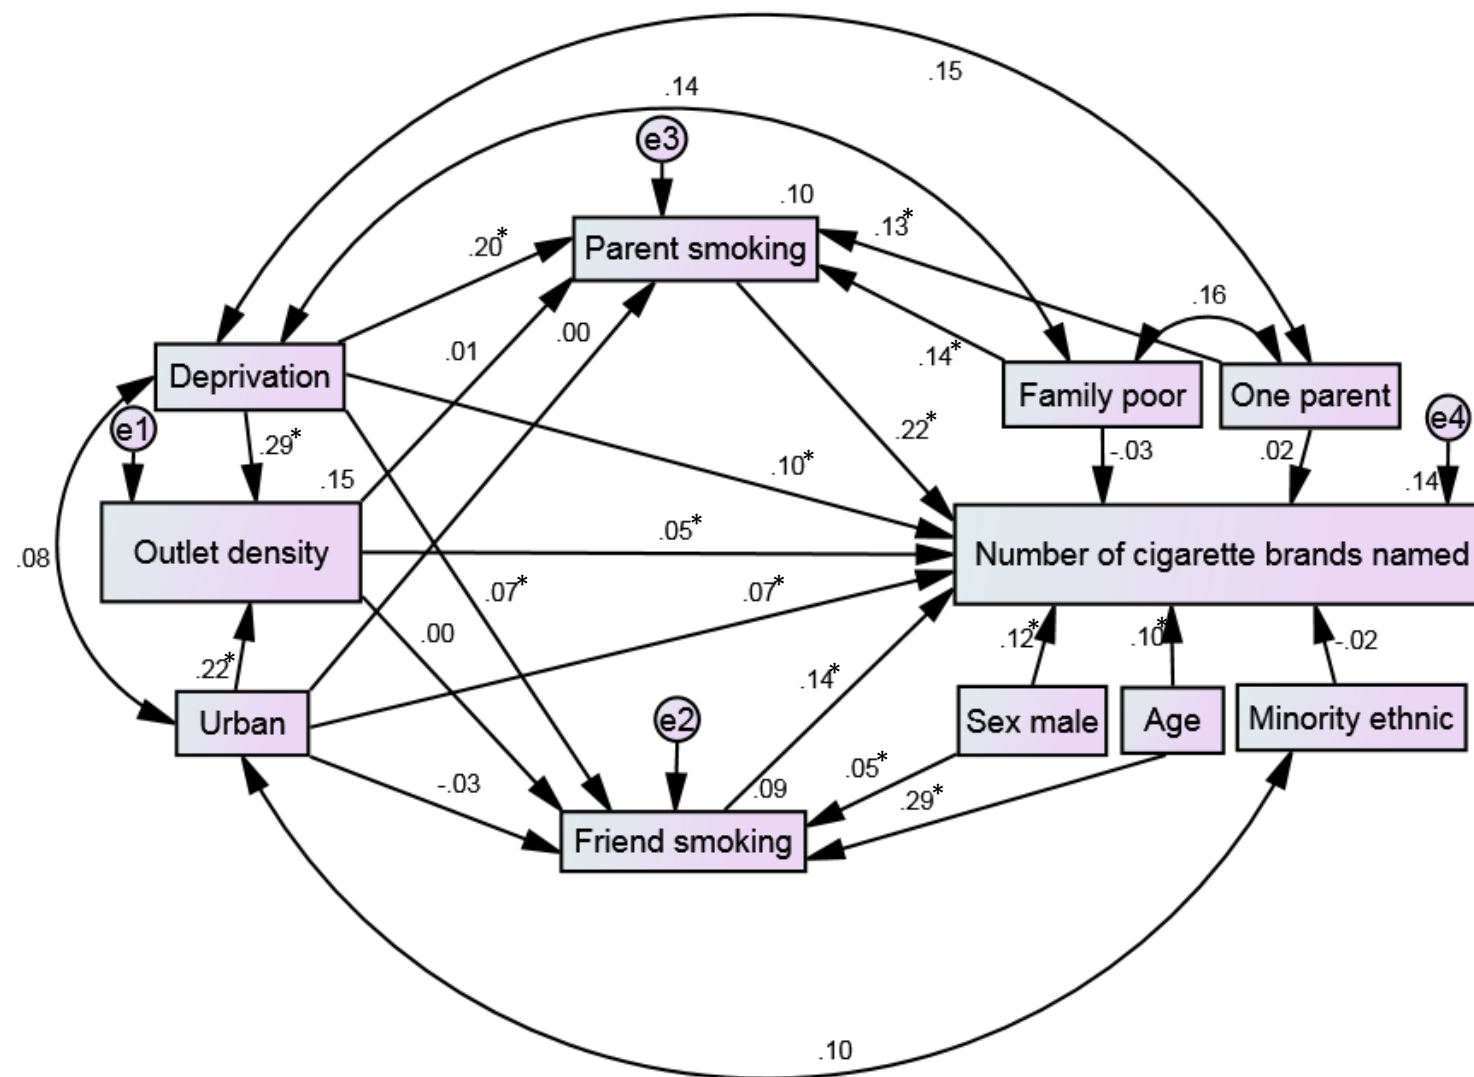 .15
.14
e3
.10
.13*
.20*
Parent smoking
.16
.00
.01
.14*
Deprivation
Family poor
One parent
e1
e4
.22*
.29*
-.03
.02
.10*
.15
.14
.05*
Outlet density
Number of cigarette brands named
.08
.07*
.07*
.00
.12*
.10*
-.02
.22*
.14*
Urban
e2
Sex male
Age
Minority ethnic
-.03
.05*
.09
.29*
Friend smoking
.10